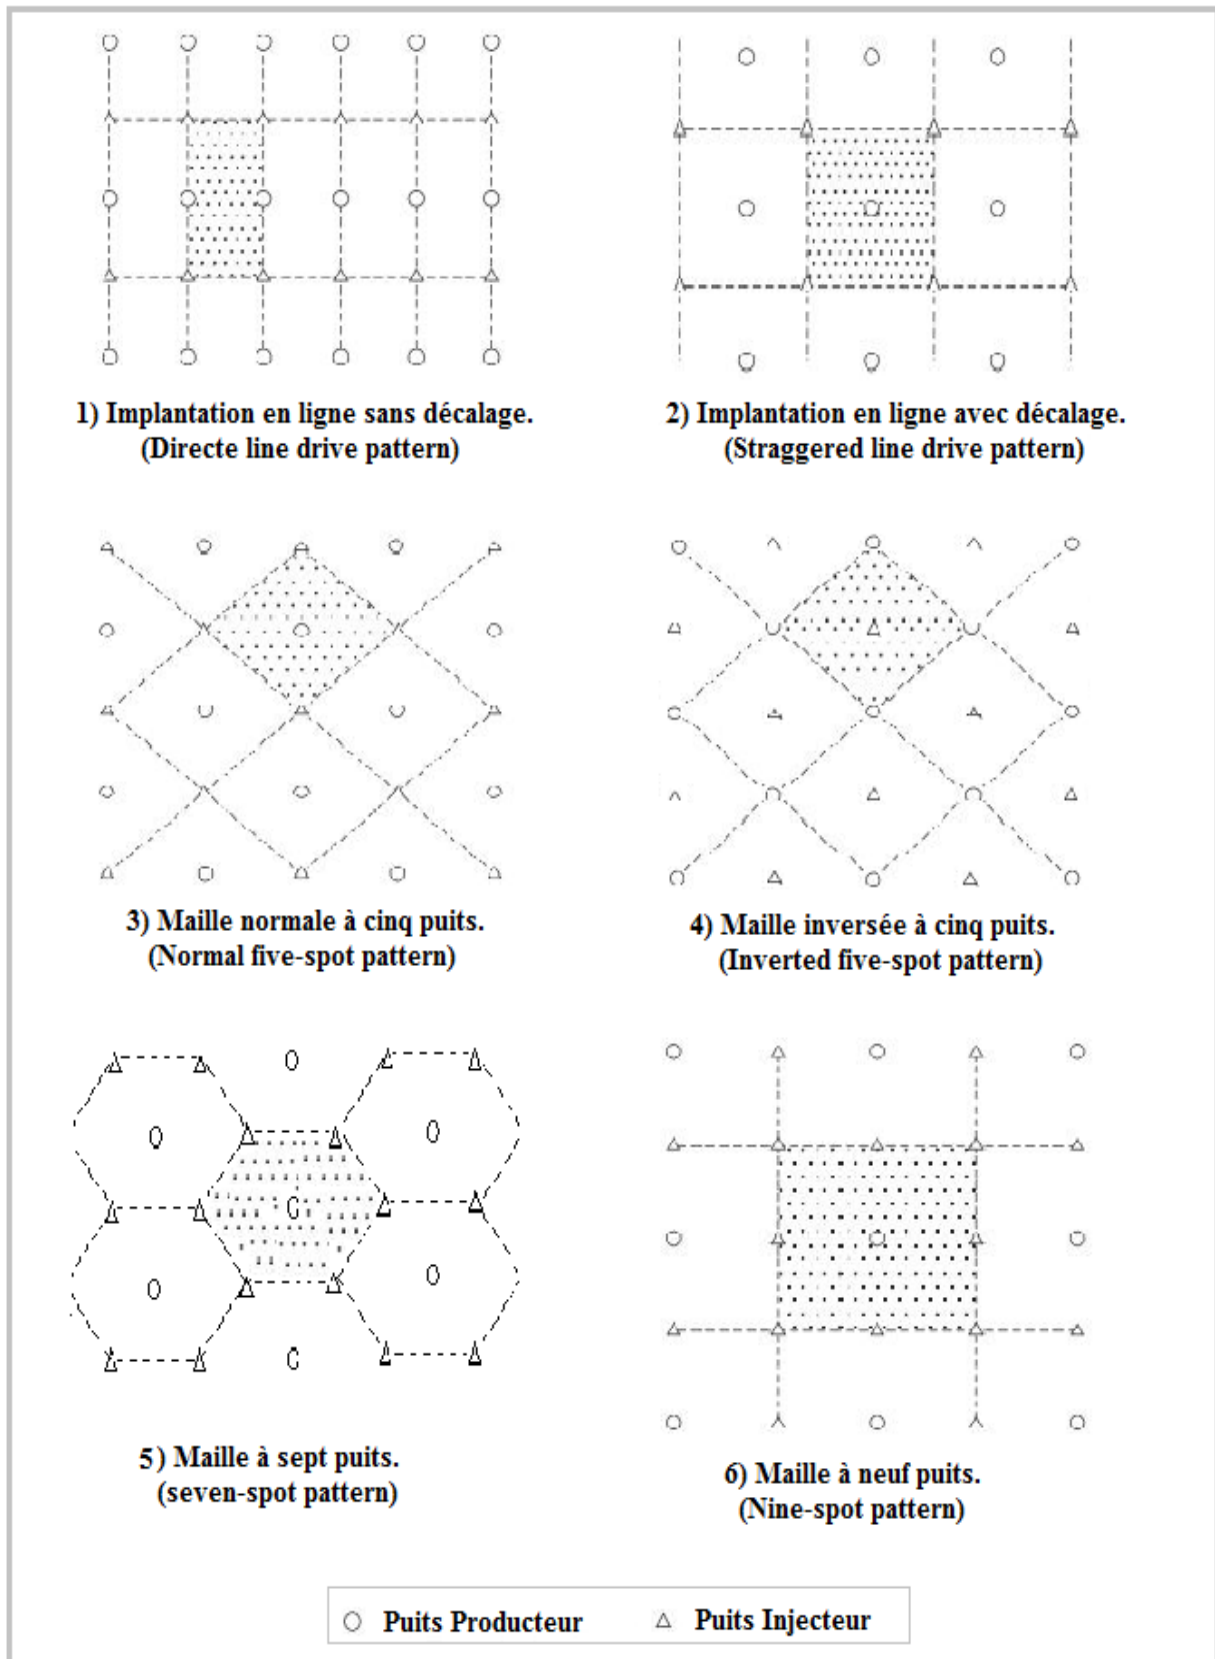 1) Implantation en ligne sans décalage.
(Directe line drive pattern)
2) Implantation en ligne avec décalage.
(Straggered line drive pattern)
3) Maille normale à cinq puits.
(Normal five-spot pattern)
4) Maille inversée à cinq puits.
(Inverted five-spot pattern)
5) Maille à sept puits.
(seven-spot pattern)
6) Maille à neuf puits.
(Nine-spot pattern)
Puits Producteur
Puits Injecteur